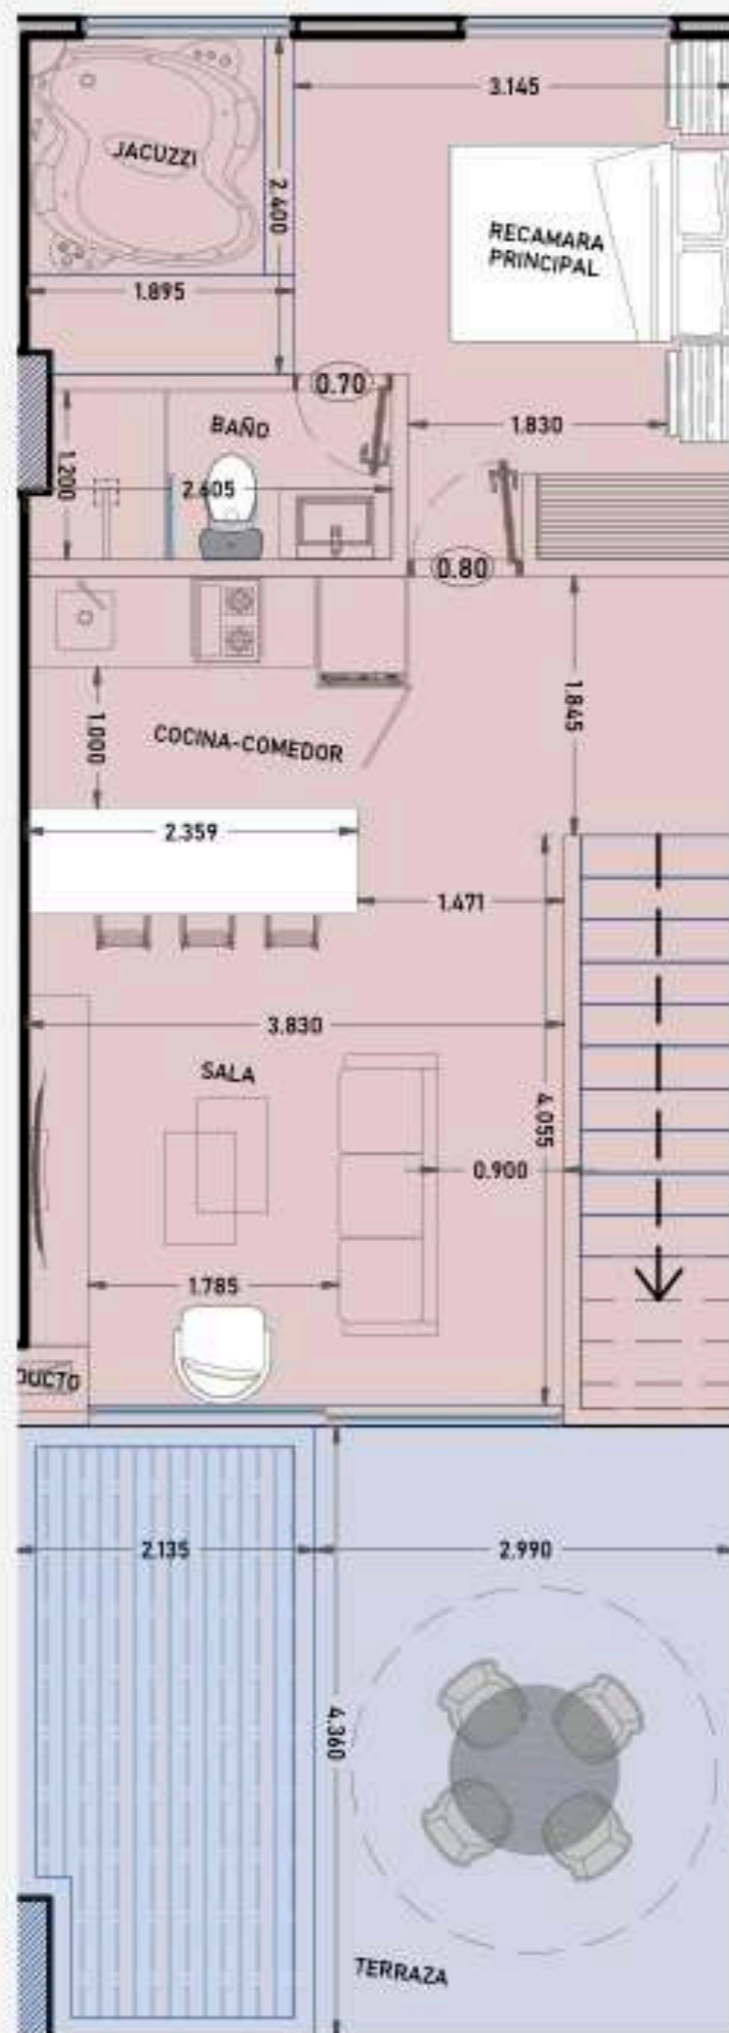 3.145
JACUZZI
2.400
RECAMARA
PRINCIPAL
1.895
0.70
BAÑO
1.830
1.200
2.605
0.80
1.845
1.000
COCINA-COMEDOR
2.359
1.471
3.830
SALA
4.055
0.900
1.785
DUCTO
2.135
2.990
4.360
TERRAZA